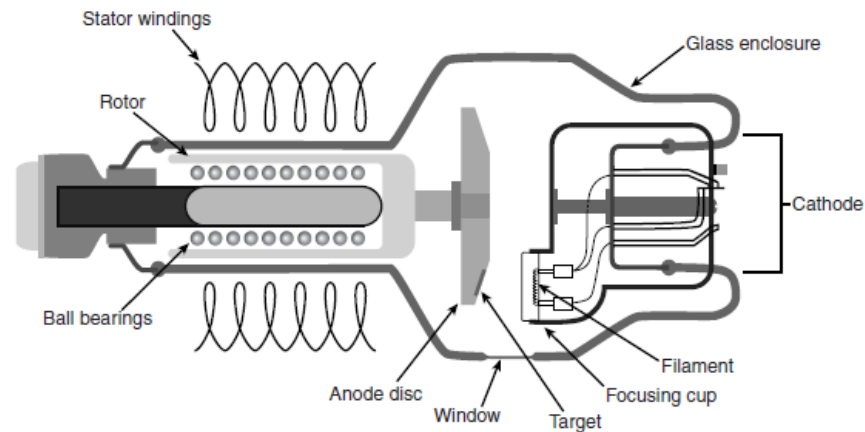 Stator windings
Glass enclosure
Rotor
Cathode
Ball bearings
Filament
Anode disc
Focusing cup
Window
Target